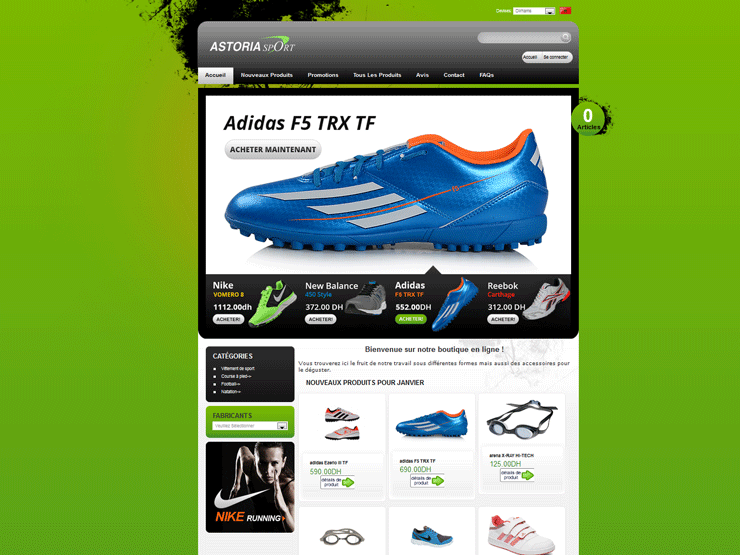 Devises
Dirhams
ASTORIA SPORT
Accueil
Se connecter
Accueil
Nouveaux Produits
Promotions
Tous Les Produits
Avis
Contact
FAQs
0
Articles
Adidas F5 TRX TF
ACHETER MAINTENANT
Nike
VOMERO 8
1112.00dh
ACHETER!
New Balance
450 Style
372.00 DH
ACHETER!
Adidas
F5 TRX TF
552.00DH
ACHETER!
Reebok
Carthage
312.00 DH
ACHETER!
CATÉGORIES
Vêtement de sport
Course à pied->
Football->
Natation->
FABRICANTS
Veuillez Sélectionner
NIKE RUNNING
Bienvenue sur notre boutique en ligne !
Vous trouverez ici le fruit de notre travail sous différentes formes mais aussi des accessoires pour
le déguster.
NOUVEAUX PRODUITS POUR JANVIER
adidas Ezeiro III TF
590.00DH
détails de
produit
adidas F5 TRX TF
690.00DH
détails de
produit
arena X-RAY HI-TECH
125.00DH
détails de
produit